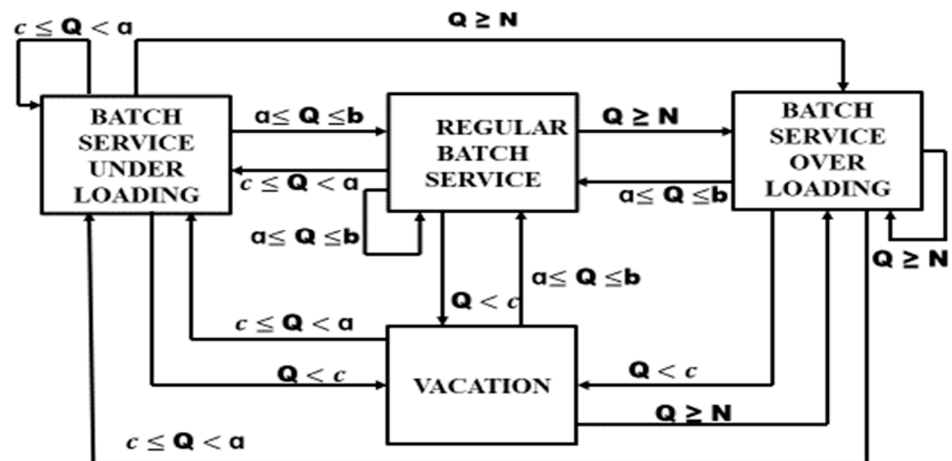 Q ≥ N
c ≤ Q < a
BATCH
SERVICE
UNDER
LOADING
a≤ Q ≤b
c ≤ Q < a
REGULAR
BATCH
SERVICE
a≤ Q ≤b
Q ≥ N
a≤ Q ≤b
BATCH
SERVICE
OVER
LOADING
Q ≥ N
Q < c
a≤ Q ≤b
c ≤ Q < a
Q < c
VACATION
Q < c
Q ≥ N
c ≤ Q < a